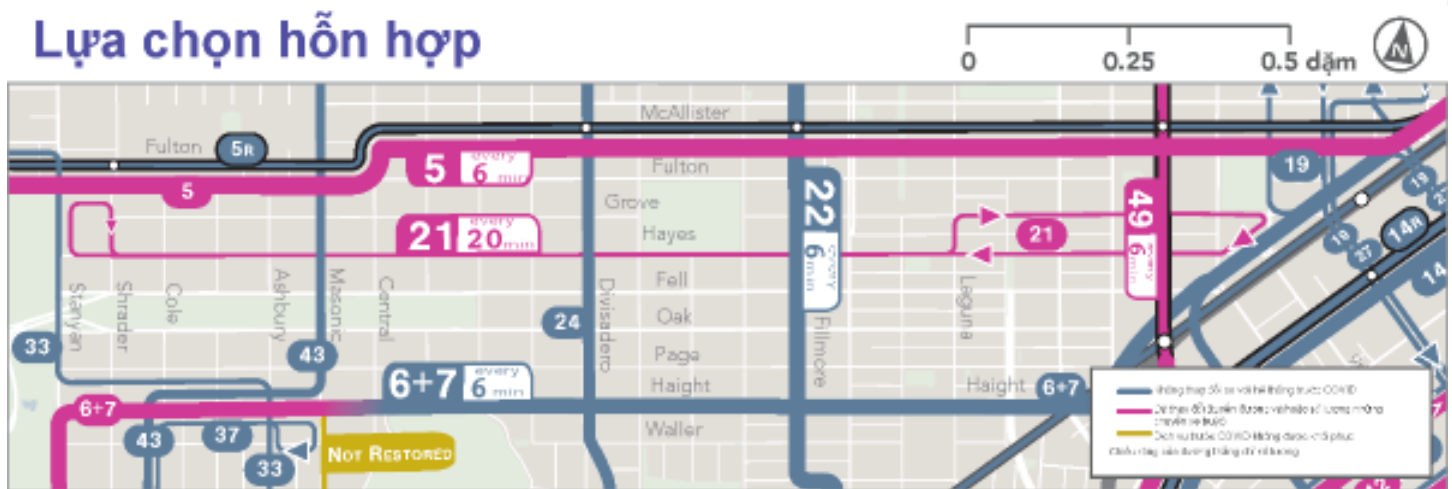 Lựa chọn hỗn hợp
0
0.25
0.5 dặm
N
McAllister
Fulton
5R
5
every
6 min
Fulton
19
5
Grove
22
every
6 min
49
every
6 min
21
every
20min
Hayes
21
14R
19
27
19
27
14
Stanyan
Shrader
Cole
Ashbury
Masonic
Central
Fell
Divisadero
Laguna
Oak
24
Fillmore
33
43
Page
6+7
every
6 min
Haight
Haight
6+7
6+7
43
37
33
Waller
NOT RESTORED